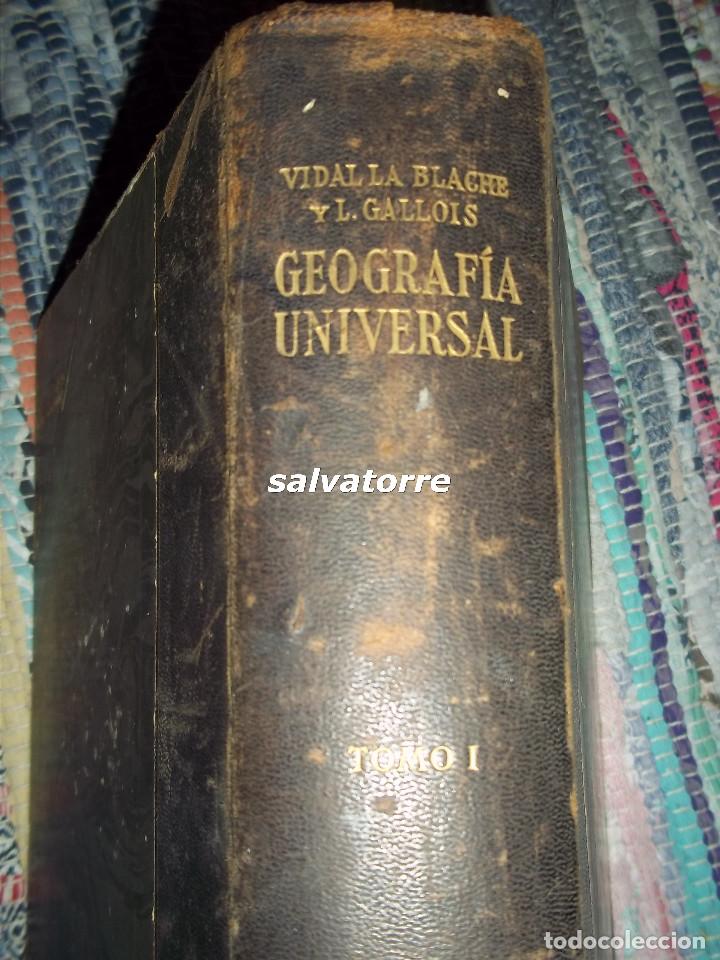 VIDAL LA BLACHE
Y L. GALLOIS
GEOGRAFÍA
UNIVERSAL
salvatorre
TOMO I
todocoleccion